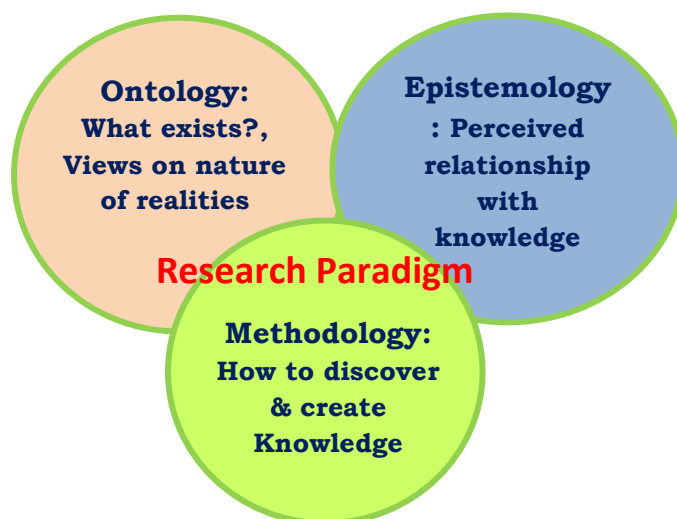 Ontology:
What exists?,
Views on nature
of realities
Epistemology
: Perceived
relationship
with
knowledge
Research Paradigm
Methodology:
How to discover
& create
Knowledge